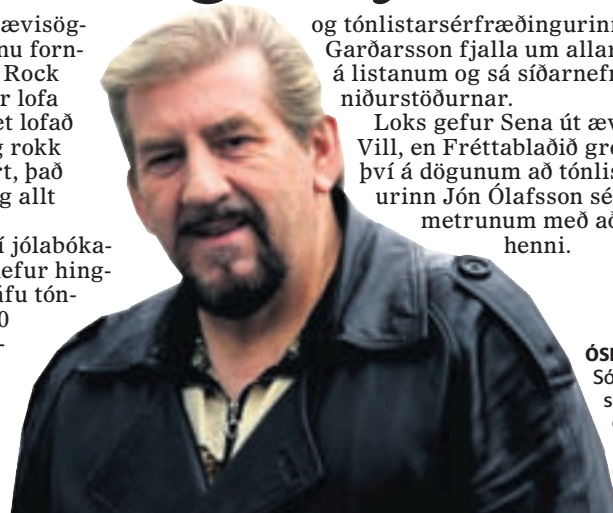 ævisög-
nu forn-
Rock
r lofa
et lofað
g rokk
rt, það
g allt
í jólabóka-
efur hing-
áfu tón-
0
-
og tónlistarsérfræðingurinn
Garðarsson fjalla um allar
á listanum og sá síðarnefn
niðurstöðurnar.
Loks gefur Sena út æv
Vill, en Fréttablaðið gre
því á dögunum að tónlis
urinn Jón Ólafsson sé
metrunum með að
henni.
ÓSK
Só
s